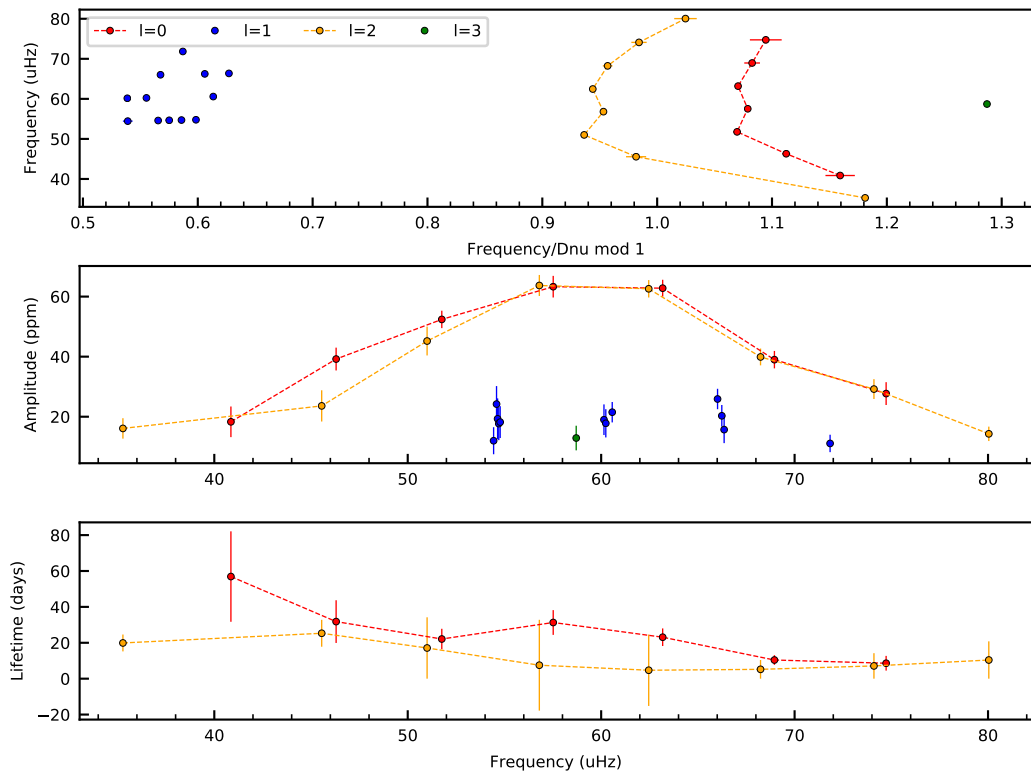 l=0 l=1 l=2 l=3
80
70
60
50
40
Frequency (uHz)
0.5 0.6 0.7 0.8 0.9 1.0 1.1 1.2 1.3
Frequency/Dnu mod 1
60
40
20
Amplitude (ppm)
40 50 60 70 80
80
60
40
20
0
−20
Lifetime (days)
40 50 60 70 80
Frequency (uHz)